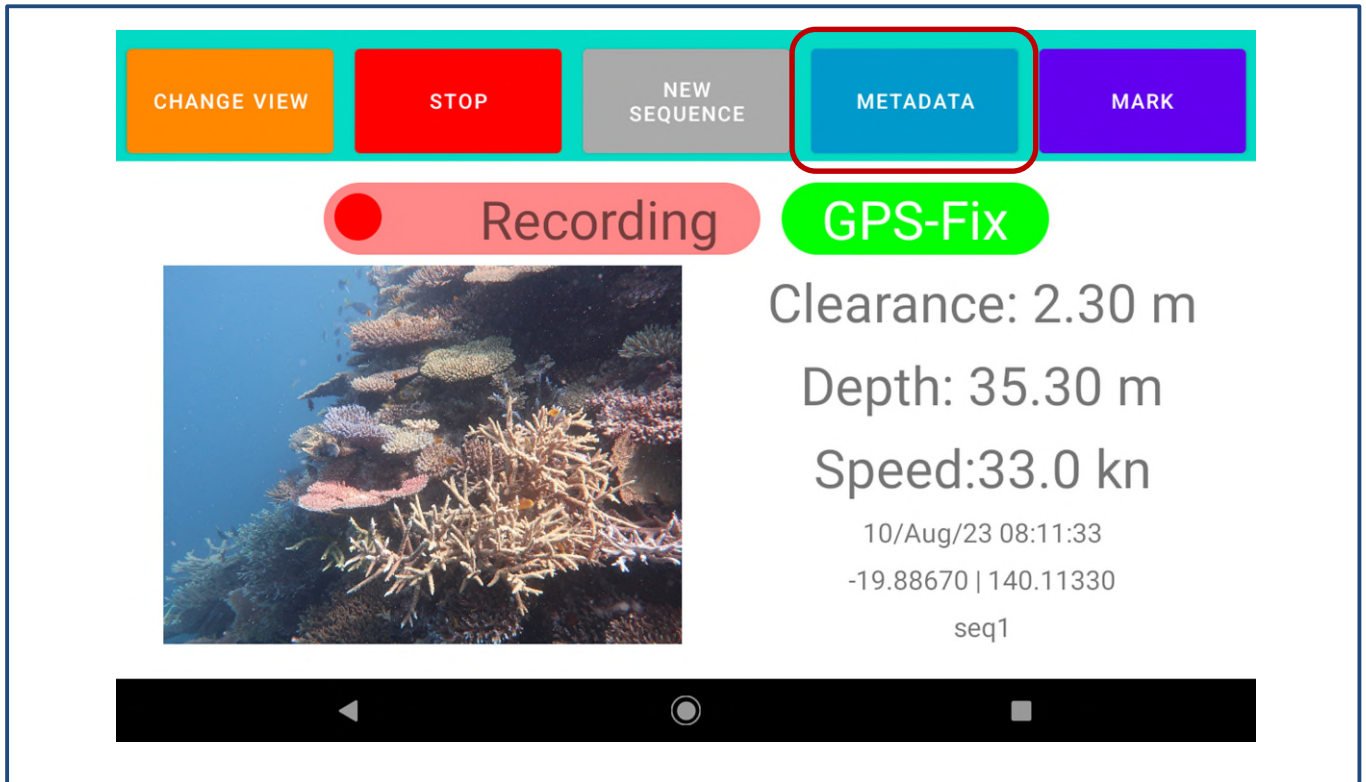 CHANGE VIEW
STOP
NEW
SEQUENCE
METADATA
MARK
Recording
GPS-Fix
Clearance: 2.30 m
Depth: 35.30 m
Speed:33.0 kn
10/Aug/23 08:11:33
-19.88670 | 140.11330
seq1